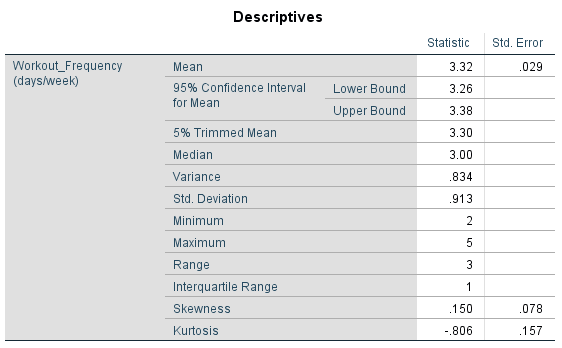 Descriptives
Statistic Std. Error
Workout_Frequency (days/week) Mean 3.32 .029
95% Confidence Interval for Mean Lower Bound 3.26
Upper Bound 3.38
5% Trimmed Mean 3.30
Median 3.00
Variance .834
Std. Deviation .913
Minimum 2
Maximum 5
Range 3
Interquartile Range 1
Skewness .150 .078
Kurtosis -.806 .157